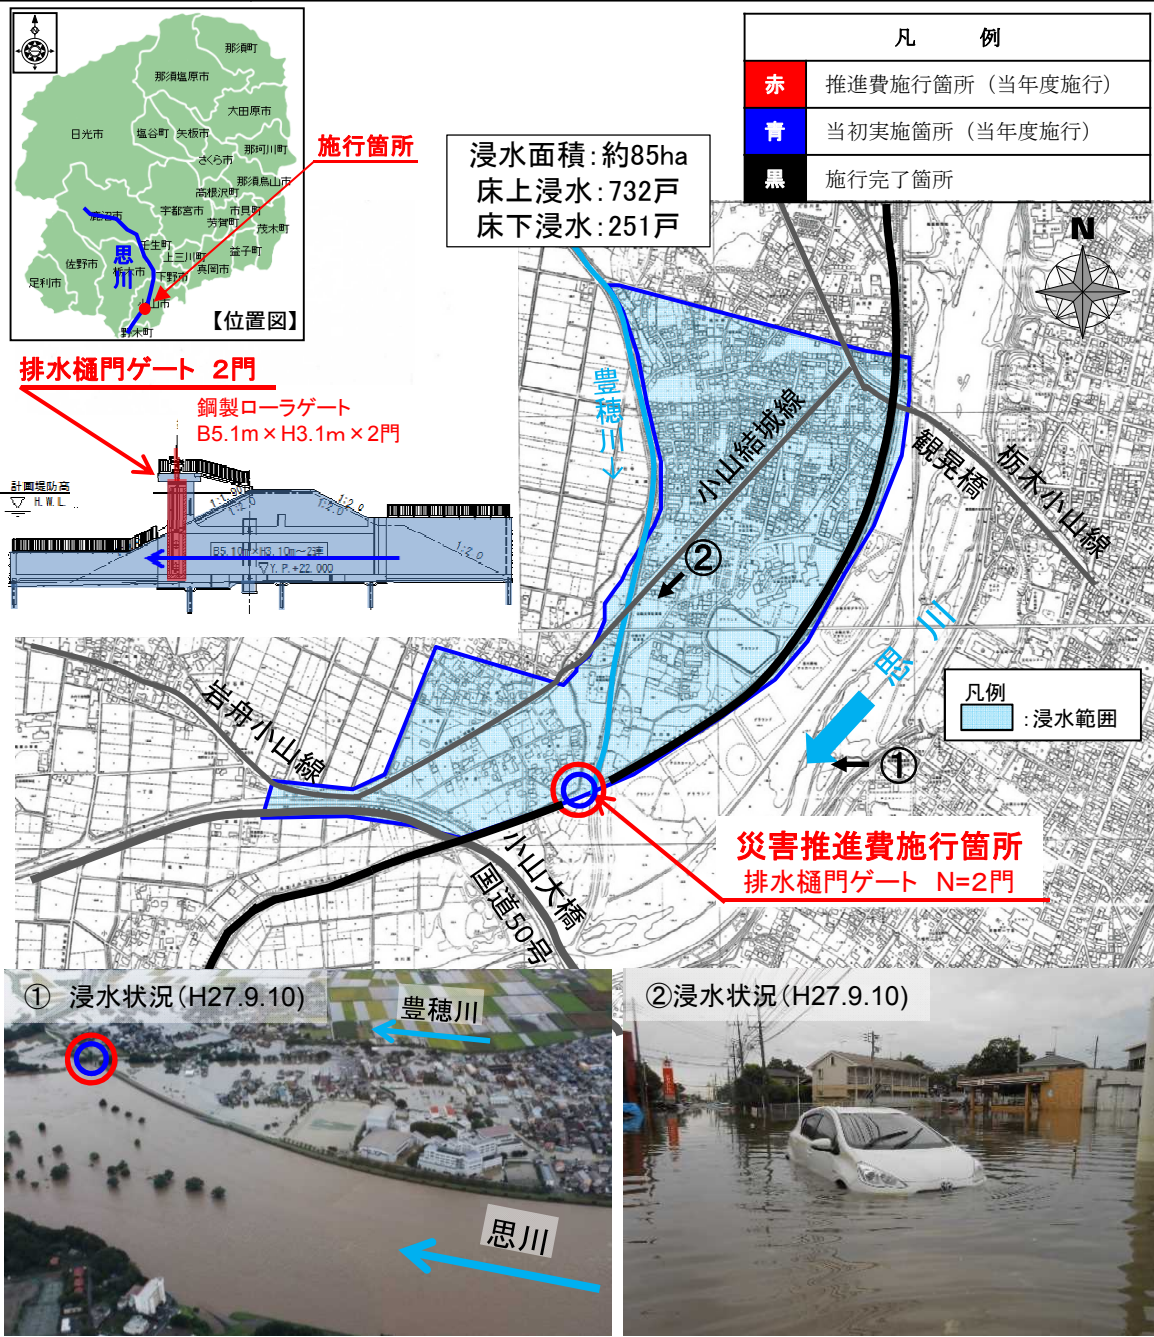 凡 例
赤 推進費施行箇所（当年度施行）
青 当初実施箇所（当年度施行）
黒 施行完了箇所
那須町
那須塩原市
大田原市
日光市
塩谷町
矢板市
那珂川町
さくら市
那須烏山市
高根沢町
鹿沼市
宇都宮市
市貝町
芳賀町
茂木町
壬生町
上三川町
益子町
佐野市
栃木市
下野市
真岡市
足利市
小山市
野木町
思川
【位置図】
施行箇所
浸水面積：約85ha
床上浸水：732戸
床下浸水：251戸
排水樋門ゲート 2門
鋼製ローラゲート
B5.1m×H3.1m×2門
計画堤防高
H.W.L
1:2.0
1:2.0
1:2.0
B5.10m×H3.10m～2連
Y.P.+22.000
N
豊穂川
小山結城線
観晃橋
栃木小山線
②
思川
凡例
：浸水範囲
①
岩舟小山線
小山大橋
国道50号
災害推進費施行箇所
排水樋門ゲート N=2門
① 浸水状況（H27.9.10）
豊穂川
思川
②浸水状況（H27.9.10）